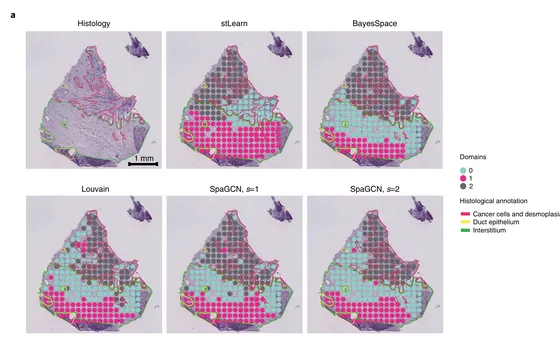 a
Histology
stLearn
BayesSpace
1 mm
Louvain
SpaGCN, s=1
SpaGCN, s=2
Domains
0
1
2
Histological annotation
Cancer cells and desmoplasia
Duct epithelium
Interstitium